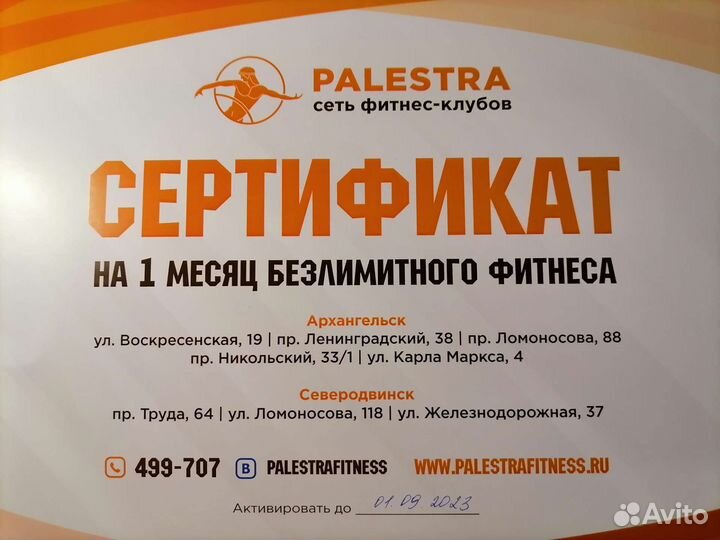 PALESTRA
сеть фитнес-клубов
СЕРТИФИКАТ
НА 1 МЕСЯЦ БЕЗЛИМИТНОГО ФИТНЕСА
Архангельск
ул. Воскресенская, 19 | пр. Ленинградский, 38 | пр. Ломоносова, 88
пр. Никольский, 33/1 | ул. Карла Маркса, 4
Северодвинск
пр. Труда, 64 | ул. Ломоносова, 118 | ул. Железнодорожная, 37
499-707 B PALESTRAFITNESS WWW.PALESTRAFITNESS.RU
Активировать до 01.09.2023
Avito